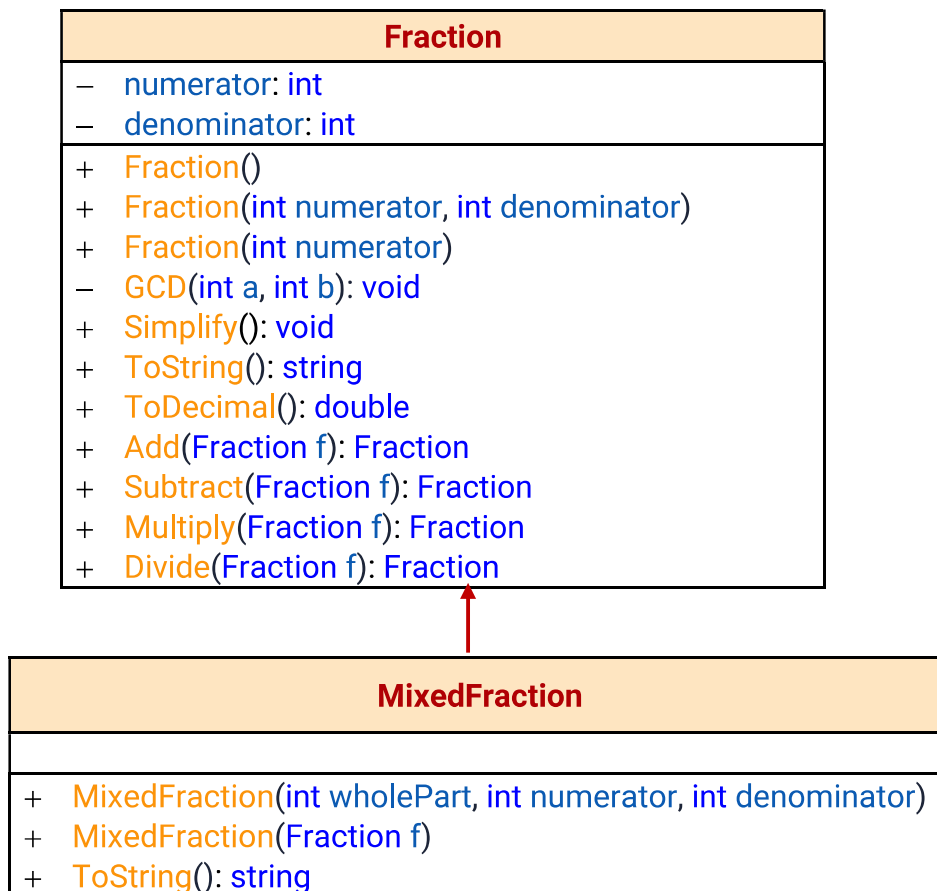 Fraction
– numerator: int
– denominator: int
+ Fraction()
+ Fraction(int numerator, int denominator)
+ Fraction(int numerator)
– GCD(int a, int b): void
+ Simplify(): void
+ ToString(): string
+ ToDecimal(): double
+ Add(Fraction f): Fraction
+ Subtract(Fraction f): Fraction
+ Multiply(Fraction f): Fraction
+ Divide(Fraction f): Fraction
MixedFraction
+ MixedFraction(int wholePart, int numerator, int denominator)
+ MixedFraction(Fraction f)
+ ToString(): string